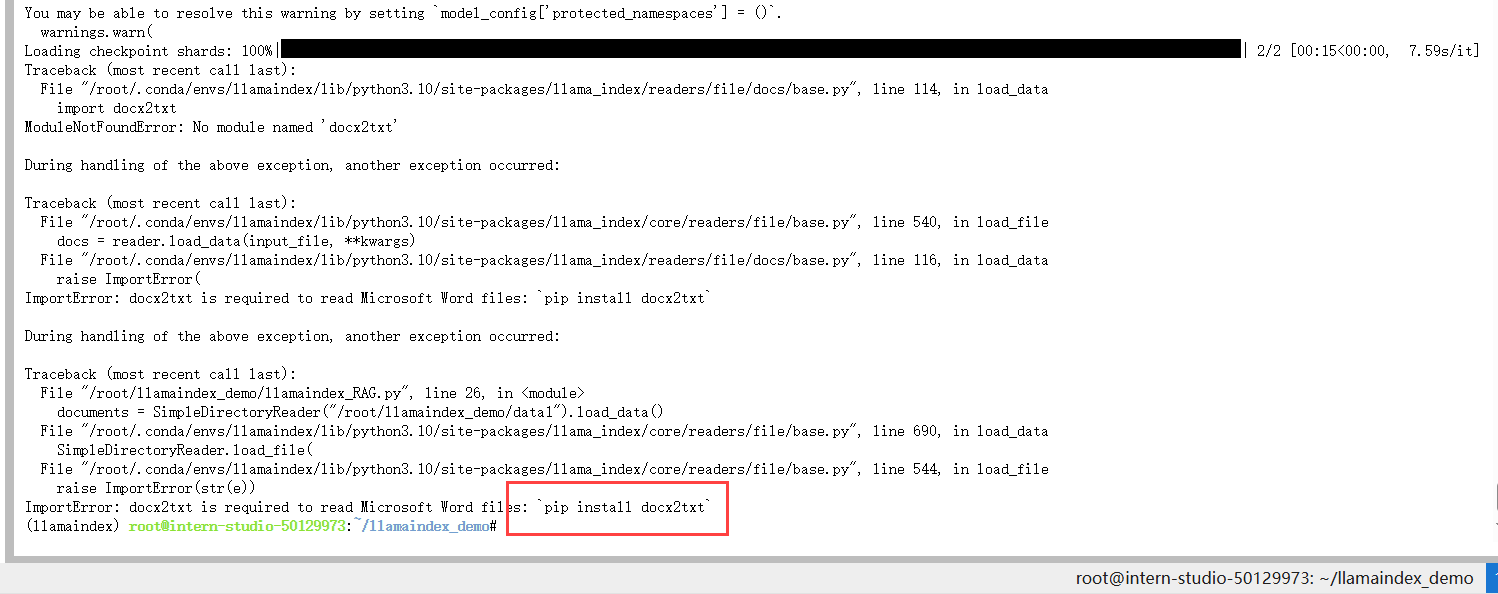 You may be able to resolve this warning by setting `model_config['protected_namespaces'] = ()`.
  warnings.warn(
Loading checkpoint shards: 100%| | 2/2 [00:15<00:00,  7.59s/it]
Traceback (most recent call last):
  File "/root/.conda/envs/llamaindex/lib/python3.10/site-packages/llama_index/readers/file/docs/base.py", line 114, in load_data
    import docx2txt
ModuleNotFoundError: No module named 'docx2txt'
During handling of the above exception, another exception occurred:
Traceback (most recent call last):
  File "/root/.conda/envs/llamaindex/lib/python3.10/site-packages/llama_index/core/readers/file/base.py", line 540, in load_file
    docs = reader.load_data(input_file, **kwargs)
  File "/root/.conda/envs/llamaindex/lib/python3.10/site-packages/llama_index/readers/file/docs/base.py", line 116, in load_data
    raise ImportError(
ImportError: docx2txt is required to read Microsoft Word files: `pip install docx2txt`
During handling of the above exception, another exception occurred:
Traceback (most recent call last):
  File "/root/llamaindex_demo/llamaindex_RAG.py", line 26, in <module>
    documents = SimpleDirectoryReader("/root/llamaindex_demo/data1").load_data()
  File "/root/.conda/envs/llamaindex/lib/python3.10/site-packages/llama_index/core/readers/file/base.py", line 690, in load_data
    SimpleDirectoryReader.load_file(
  File "/root/.conda/envs/llamaindex/lib/python3.10/site-packages/llama_index/core/readers/file/base.py", line 544, in load_file
    raise ImportError(str(e))
ImportError: docx2txt is required to read Microsoft Word files: `pip install docx2txt`
(llamaindex) root@intern-studio-50129973:~/llamaindex_demo#
root@intern-studio-50129973: ~/llamaindex_demo